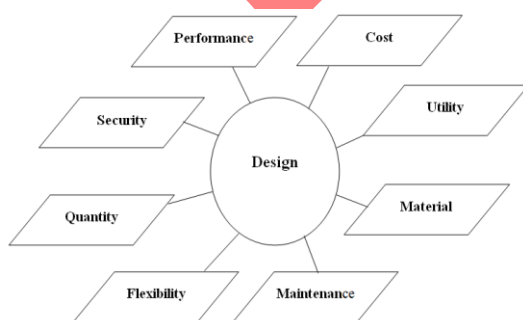 Performance
Cost
Security
Utility
Design
Quantity
Material
Flexibility
Maintenance